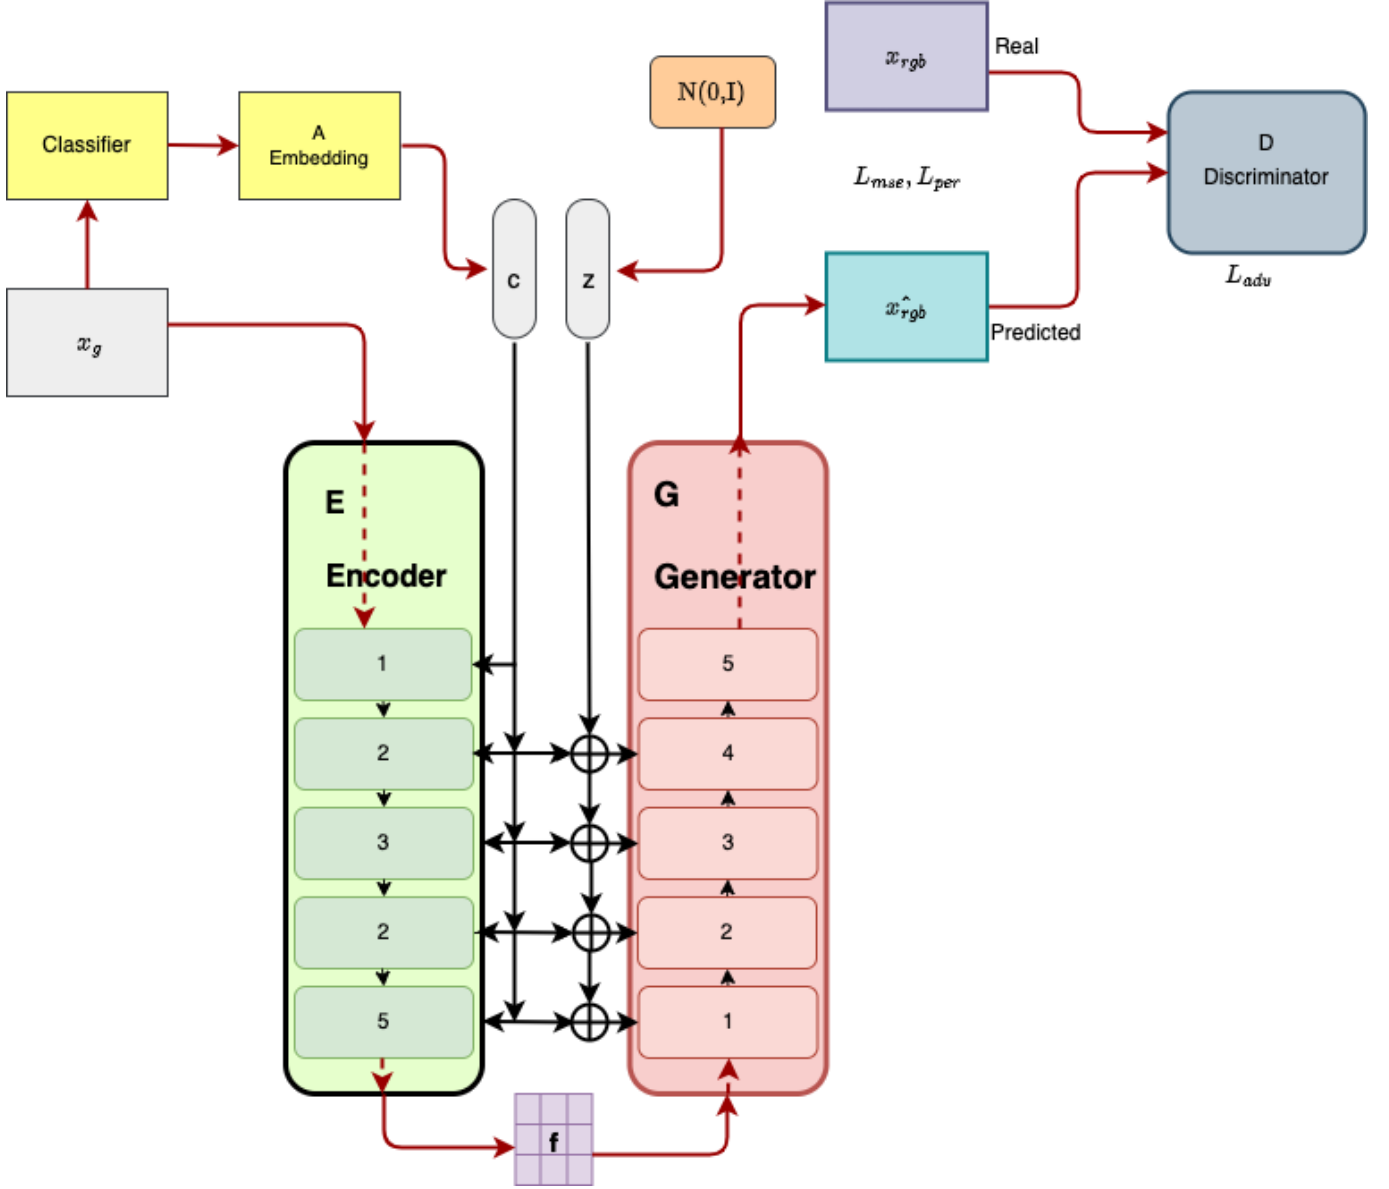 x_rgb
Real
N(0,I)
Classifier
A
Embedding
D
Discriminator
L_mse, L_per
c
z
x_g
x̂_rgb
Predicted
L_adv
E
G
Encoder
Generator
1
5
2
4
3
3
2
2
5
1
f